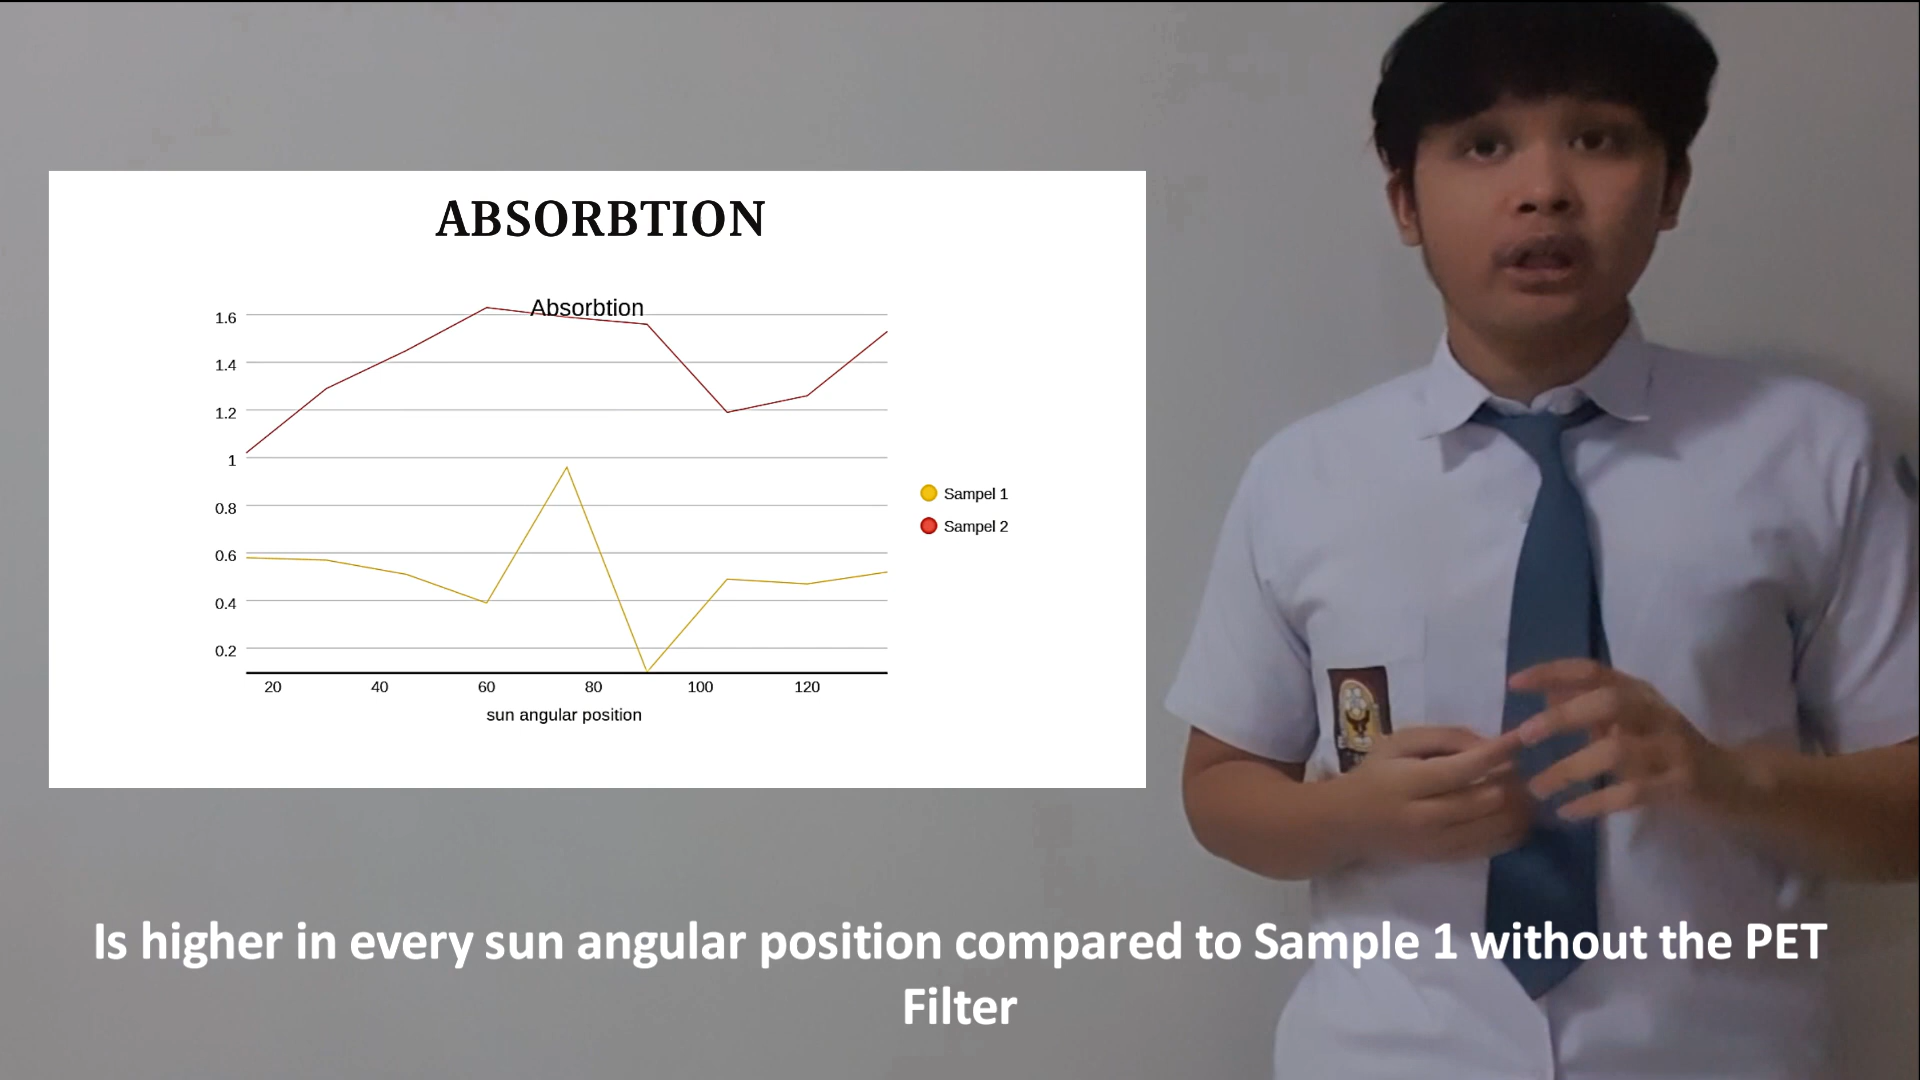 ABSORBTION
Absorbtion
1.6
1.4
1.2
1
0.8
0.6
0.4
0.2
20 40 60 80 100 120
sun angular position
Sampel 1
Sampel 2
Is higher in every sun angular position compared to Sample 1 without the PET
Filter